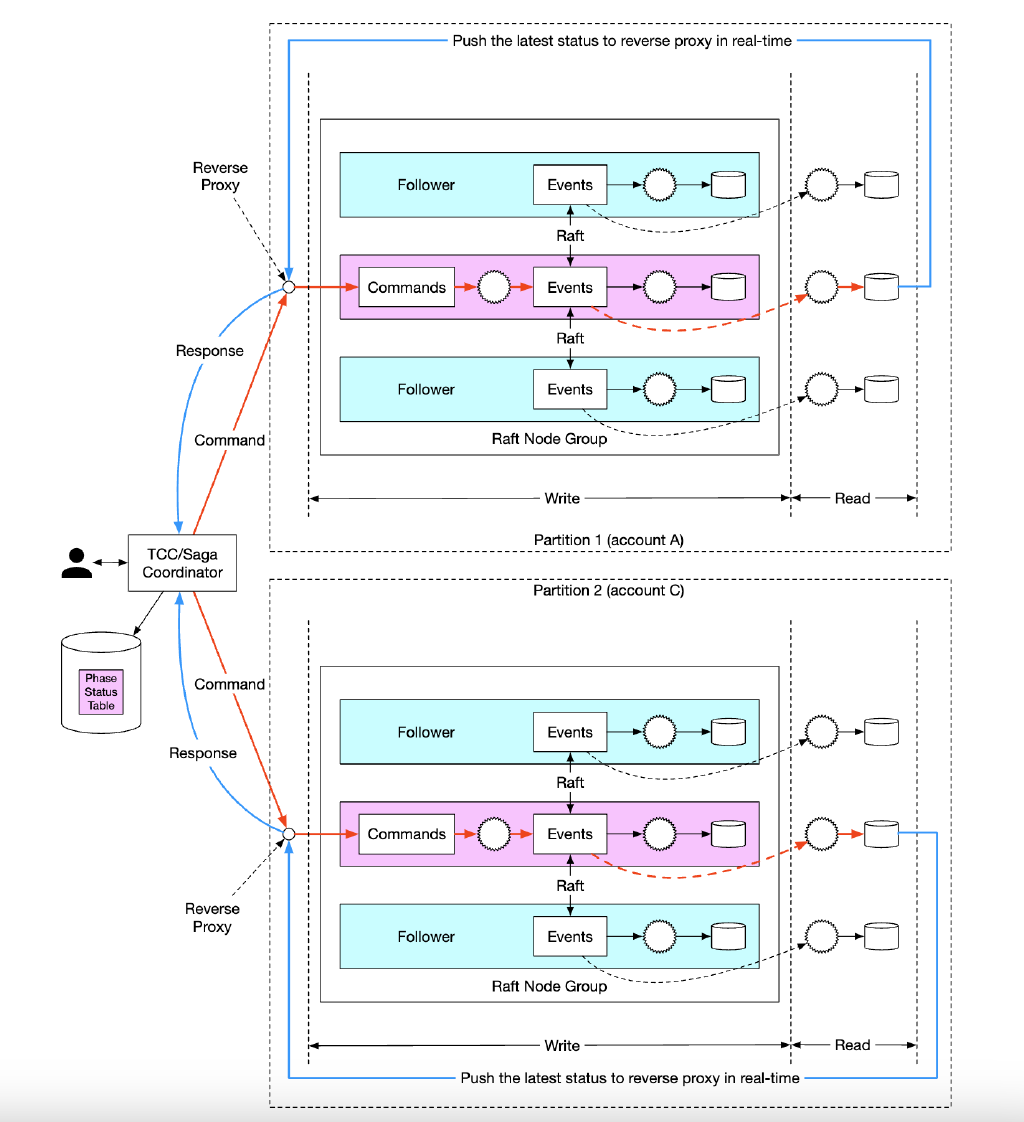 Push the latest status to reverse proxy in real-time
Reverse
Proxy
Follower
Events
Raft
Commands
Events
Raft
Response
Follower
Events
Command
Raft Node Group
Write
Read
Partition 1 (account A)
TCC/Saga
Coordinator
Partition 2 (account C)
Phase
Status
Table
Command
Follower
Events
Response
Raft
Commands
Events
Raft
Reverse
Proxy
Follower
Events
Raft Node Group
Write
Read
Push the latest status to reverse proxy in real-time